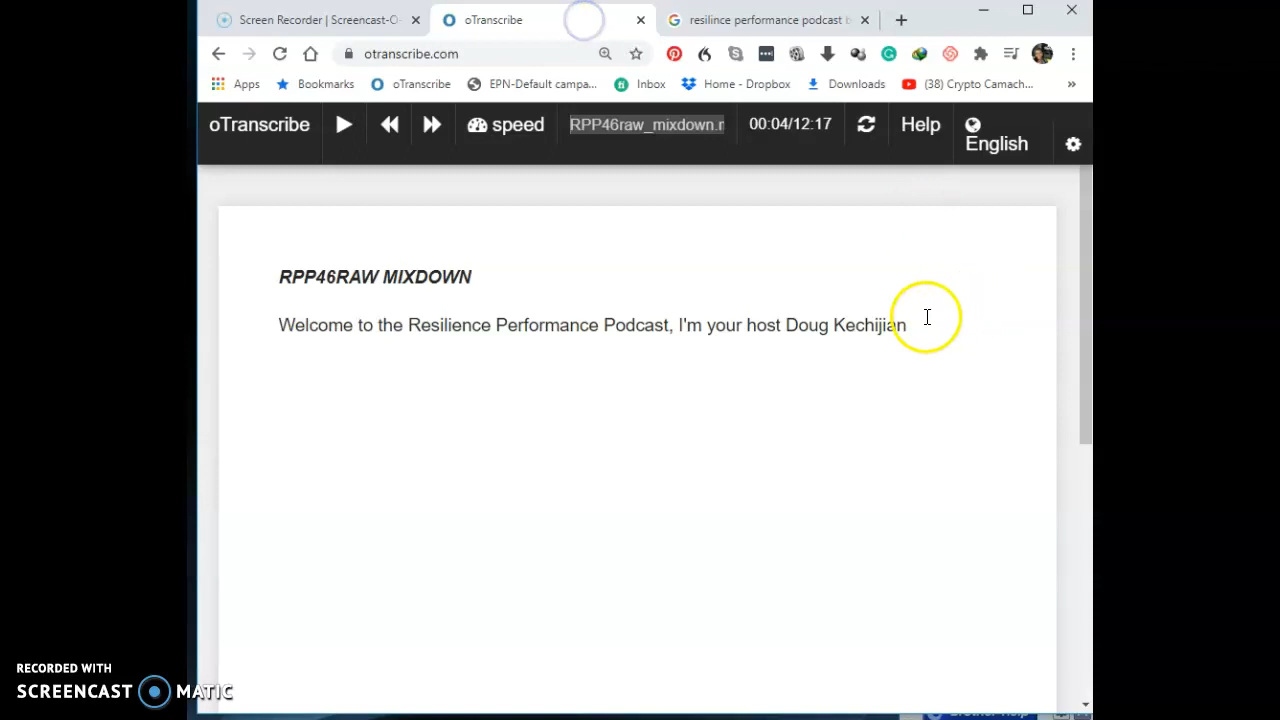 Screen Recorder | Screencast-O-
oTranscribe
resilince performance podcast
otranscribe.com
Apps
Bookmarks
oTranscribe
EPN-Default campa...
Inbox
Home - Dropbox
Downloads
(38) Crypto Camach...
»
oTranscribe
speed
RPP46raw_mixdown.
00:04/12:17
Help
English
RPP46RAW MIXDOWN
Welcome to the Resilience Performance Podcast, I'm your host Doug Kechijian
RECORDED WITH
SCREENCAST MATIC